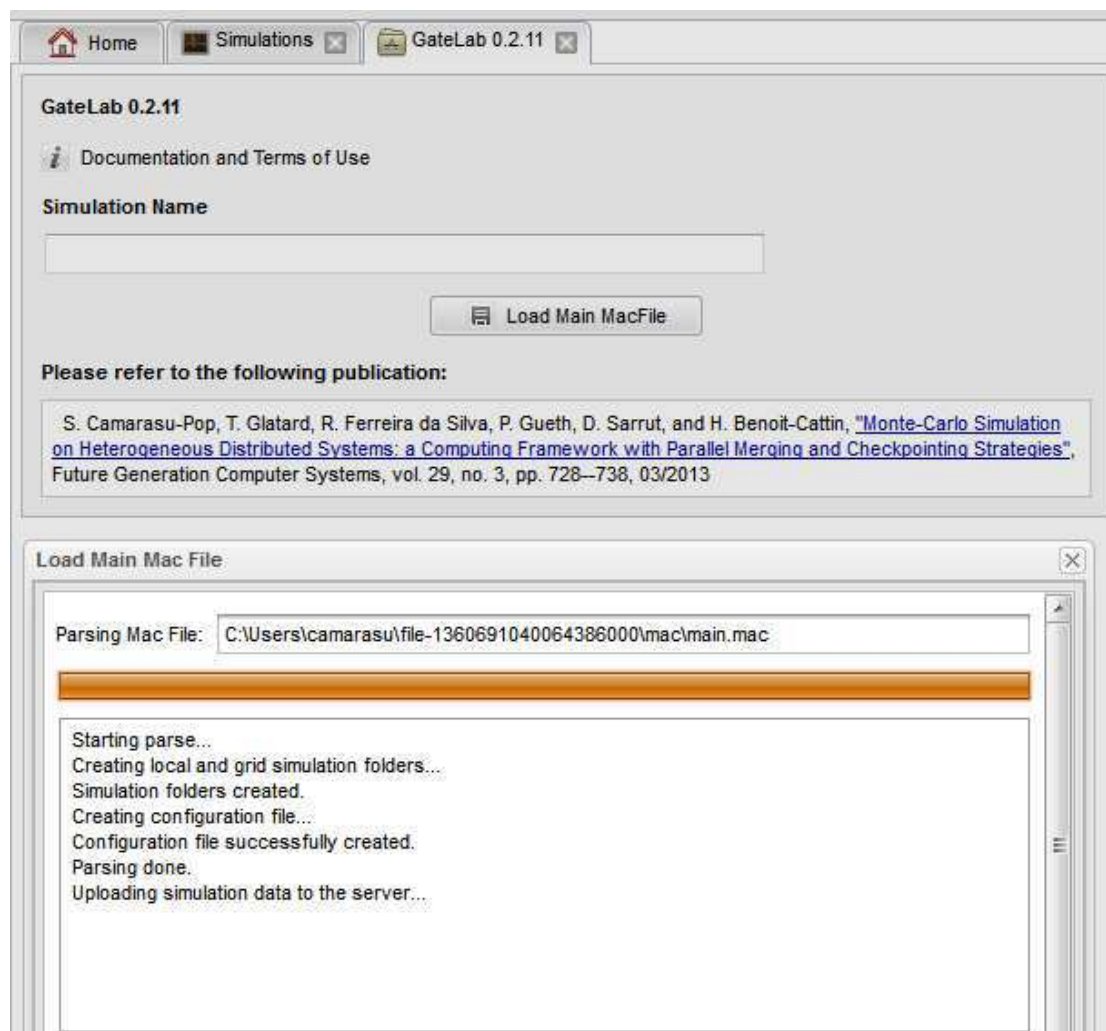 Home Simulations GateLab 0.2.11
GateLab 0.2.11
i Documentation and Terms of Use
Simulation Name
Load Main MacFile
Please refer to the following publication:
S. Camarasu-Pop, T. Glatard, R. Ferreira da Silva, P. Gueth, D. Sarrut, and H. Benoit-Cattin, "Monte-Carlo Simulation
on Heterogeneous Distributed Systems: a Computing Framework with Parallel Merging and Checkpointing Strategies",
Future Generation Computer Systems, vol. 29, no. 3, pp. 728--738, 03/2013
Load Main Mac File
Parsing Mac File: C:\Users\camarasu\file-1360691040064386000\mac\main.mac
Starting parse...
Creating local and grid simulation folders...
Simulation folders created.
Creating configuration file...
Configuration file successfully created.
Parsing done.
Uploading simulation data to the server...